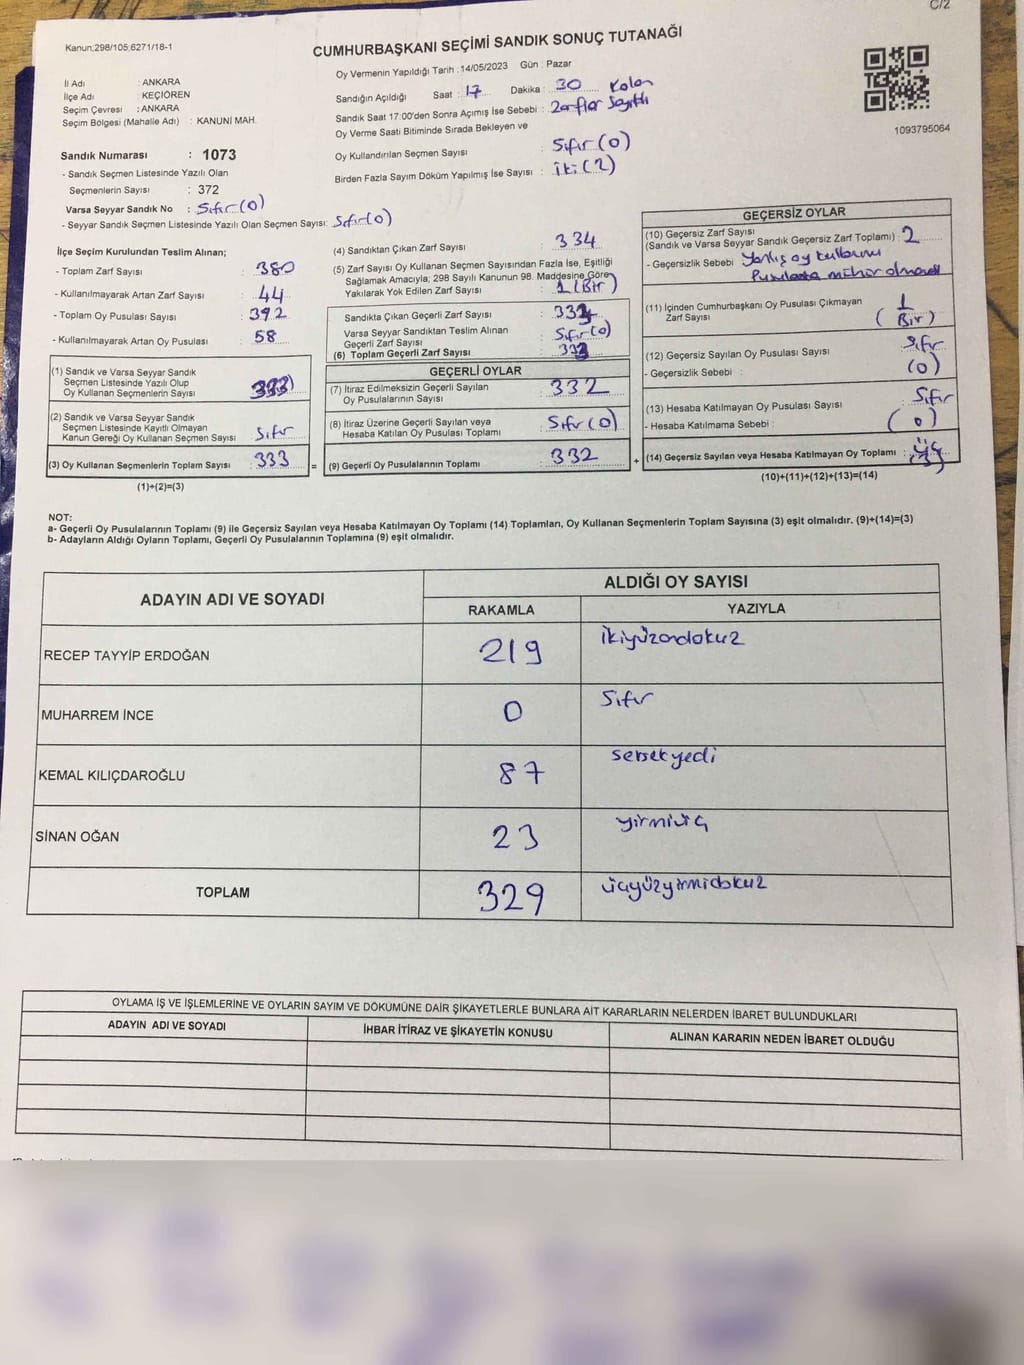 C/2
Kanun:298/105;6271/18-1
CUMHURBAŞKANI SEÇİMİ SANDIK SONUÇ TUTANAĞI
Oy Vermenin Yapıldığı Tarih :14/05/2023 Gün : Pazar
İl Adı : ANKARA
İlçe Adı : KEÇİÖREN
Seçim Çevresi : ANKARA
Seçim Bölgesi (Mahalle Adı) : KANUNİ MAH.
Sandığın Açıldığı Saat : 17 Dakika : 30 Kalan
Sandık Saat 17:00'den Sonra Açımış İse Sebebi : Zarflar Sayıldı
Oy Verme Saati Bitiminde Sırada Bekleyen ve
Oy Kullandırılan Seçmen Sayısı : Sıfır (0)
Birden Fazla Sayım Döküm Yapılmış İse Sayısı : İki (2)
1093795064
Sandık Numarası : 1073
- Sandık Seçmen Listesinde Yazılı Olan
Seçmenlerin Sayısı : 372
Varsa Seyyar Sandık No : Sıfır (0)
- Seyyar Sandık Seçmen Listesinde Yazılı Olan Seçmen Sayısı: Sıfır (0)
İlçe Seçim Kurulundan Teslim Alınan;
- Toplam Zarf Sayısı : 380
- Kullanılmayarak Artan Zarf Sayısı : 44
- Toplam Oy Pusulası Sayısı : 392
- Kullanılmayarak Artan Oy Pusulası : 58
(1) Sandık ve Varsa Seyyar Sandık
Seçmen Listesinde Yazılı Olup
Oy Kullanan Seçmenlerin Sayısı : 333
(2) Sandık ve Varsa Seyyar Sandık
Seçmen Listesinde Kayıtlı Olmayan
Kanun Gereği Oy Kullanan Seçmen Sayısı : Sıfır
(3) Oy Kullanan Seçmenlerin Toplam Sayısı : 333
(1)+(2)=(3)
(4) Sandıktan Çıkan Zarf Sayısı : 334
(5) Zarf Sayısı Oy Kullanan Seçmen Sayısından Fazla İse, Eşitliği
Sağlamak Amacıyla; 298 Sayılı Kanunun 98. Maddesine Göre
Yakılarak Yok Edilen Zarf Sayısı : 1 (Bir)
Sandıkta Çıkan Geçerli Zarf Sayısı :
Varsa Seyyar Sandıktan Teslim Alınan
Geçerli Zarf Sayısı : Sıfır (0)
(6) Toplam Geçerli Zarf Sayısı :
=
GEÇERLİ OYLAR
(7) İtiraz Edilmeksizin Geçerli Sayılan
Oy Pusulalarının Sayısı : 332
(8) İtiraz Üzerine Geçerli Sayılan veya
Hesaba Katılan Oy Pusulası Toplamı : Sıfır (0)
(9) Geçerli Oy Pusulalarının Toplamı : 332
+
GEÇERSİZ OYLAR
(10) Geçersiz Zarf Sayısı
(Sandık ve Varsa Seyyar Sandık Geçersiz Zarf Toplamı) : 2
- Geçersizlik Sebebi : Yanlış oy kullanımı
Pusulasta mühür olmaması
(11) İçinden Cumhurbaşkanı Oy Pusulası Çıkmayan
Zarf Sayısı : 1 (Bir)
(12) Geçersiz Sayılan Oy Pusulası Sayısı : Sıfır
- Geçersizlik Sebebi : (0)
(13) Hesaba Katılmayan Oy Pusulası Sayısı : Sıfır
- Hesaba Katılmama Sebebi : (0)
(14) Geçersiz Sayılan veya Hesaba Katılmayan Oy Toplamı : Üç (3)
(10)+(11)+(12)+(13)=(14)
NOT:
a- Geçerli Oy Pusulalarının Toplamı (9) ile Geçersiz Sayılan veya Hesaba Katılmayan Oy Toplamı (14) Toplamları, Oy Kullanan Seçmenlerin Toplam Sayısına (3) eşit olmalıdır. (9)+(14)=(3)
b- Adayların Aldığı Oyların Toplamı, Geçerli Oy Pusulalarının Toplamına (9) eşit olmalıdır.
ADAYIN ADI VE SOYADI
ALDIĞI OY SAYISI
RAKAMLA YAZIYLA
RECEP TAYYİP ERDOĞAN 219 ikiyüzondokuz
MUHARREM İNCE 0 Sıfır
KEMAL KILIÇDAROĞLU 87 seksekyedi
SİNAN OĞAN 23 yirmiüç
TOPLAM 329 üçyüzyirmidokuz
OYLAMA İŞ VE İŞLEMLERİNE VE OYLARIN SAYIM VE DÖKÜMÜNE DAİR ŞİKAYETLERLE BUNLARA AİT KARARLARIN NELERDEN İBARET BULUNDUKLARI
ADAYIN ADI VE SOYADI İHBAR İTİRAZ VE ŞİKAYETİN KONUSU ALINAN KARARIN NEDEN İBARET OLDUĞU